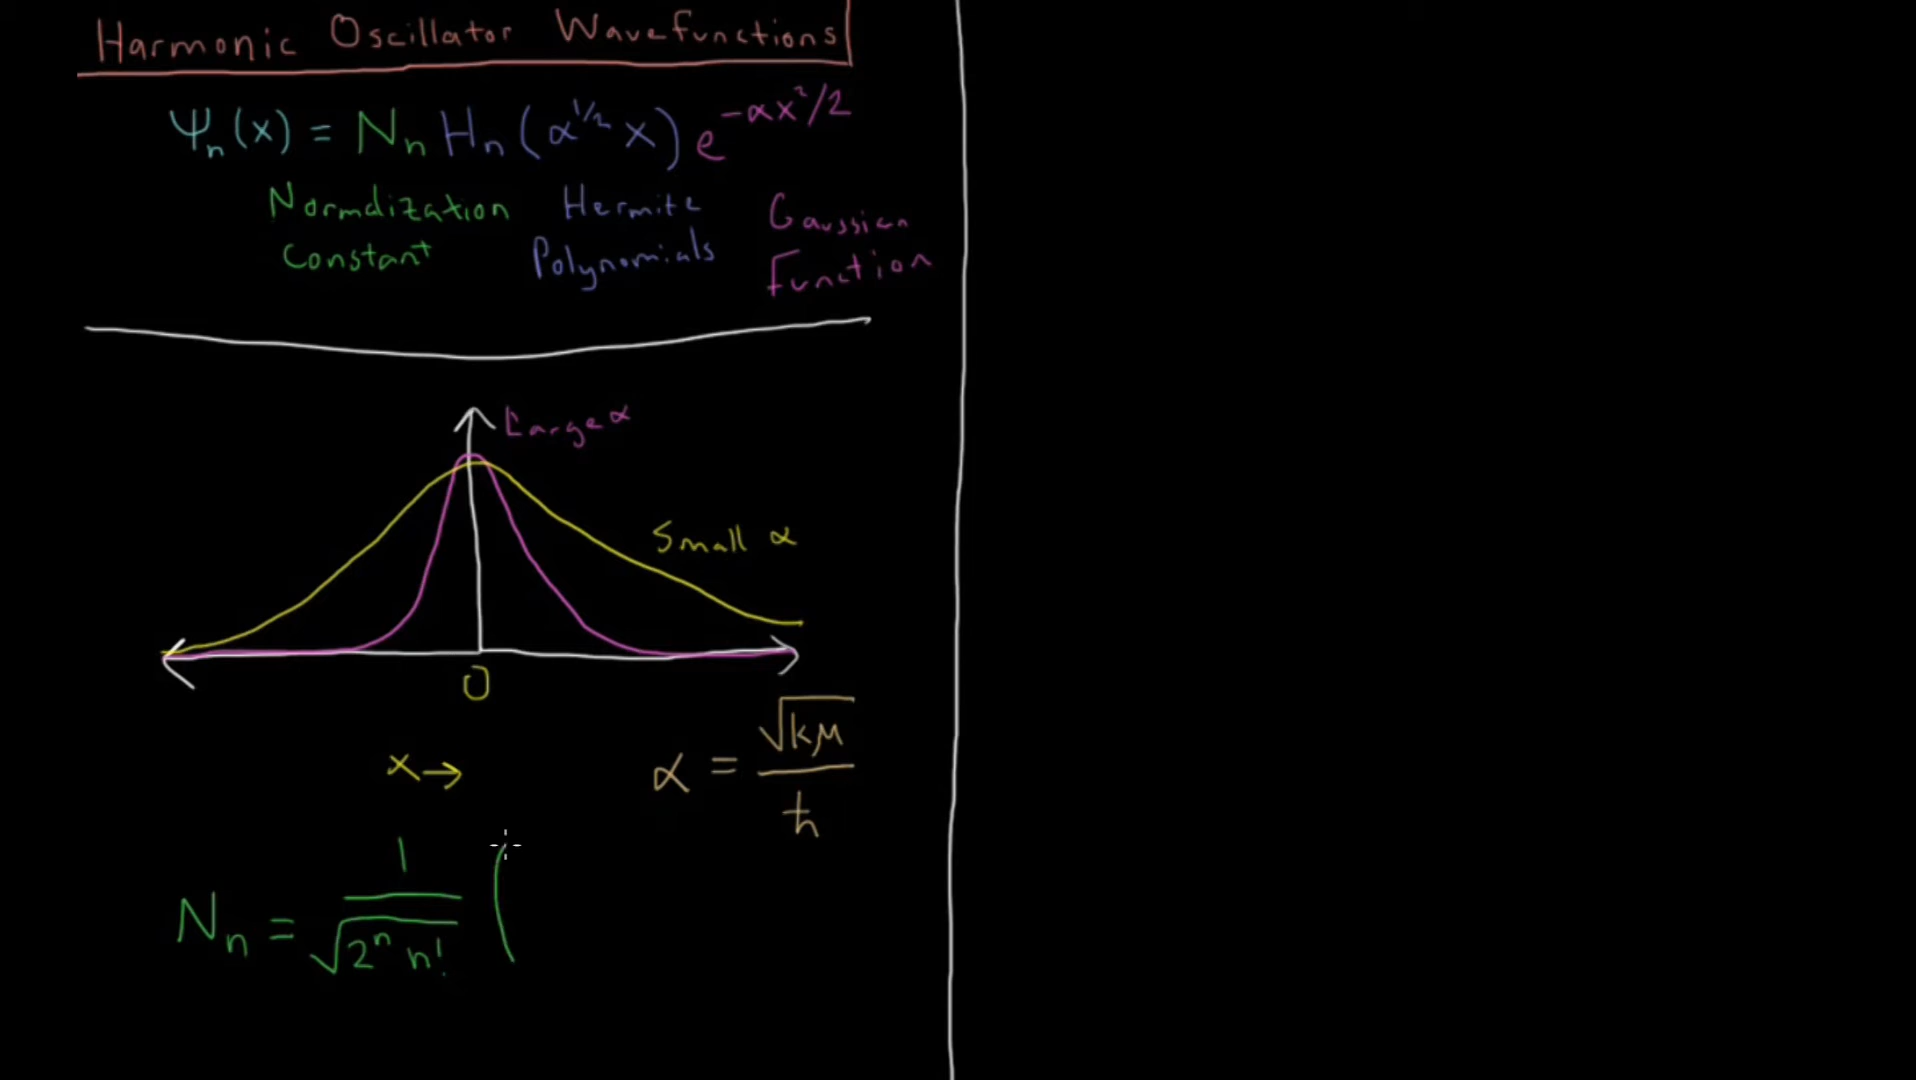 Harmonic Oscillator Wavefunctions
Ψₙ(x) = Nₙ Hₙ (α^1/2 x) e^-αx²/2
Normalization Hermite Gaussian
Constant Polynomials Function
Large α
Small α
0
x→
α = √kμ / ħ
Nₙ = 1 / √2ⁿ n! (